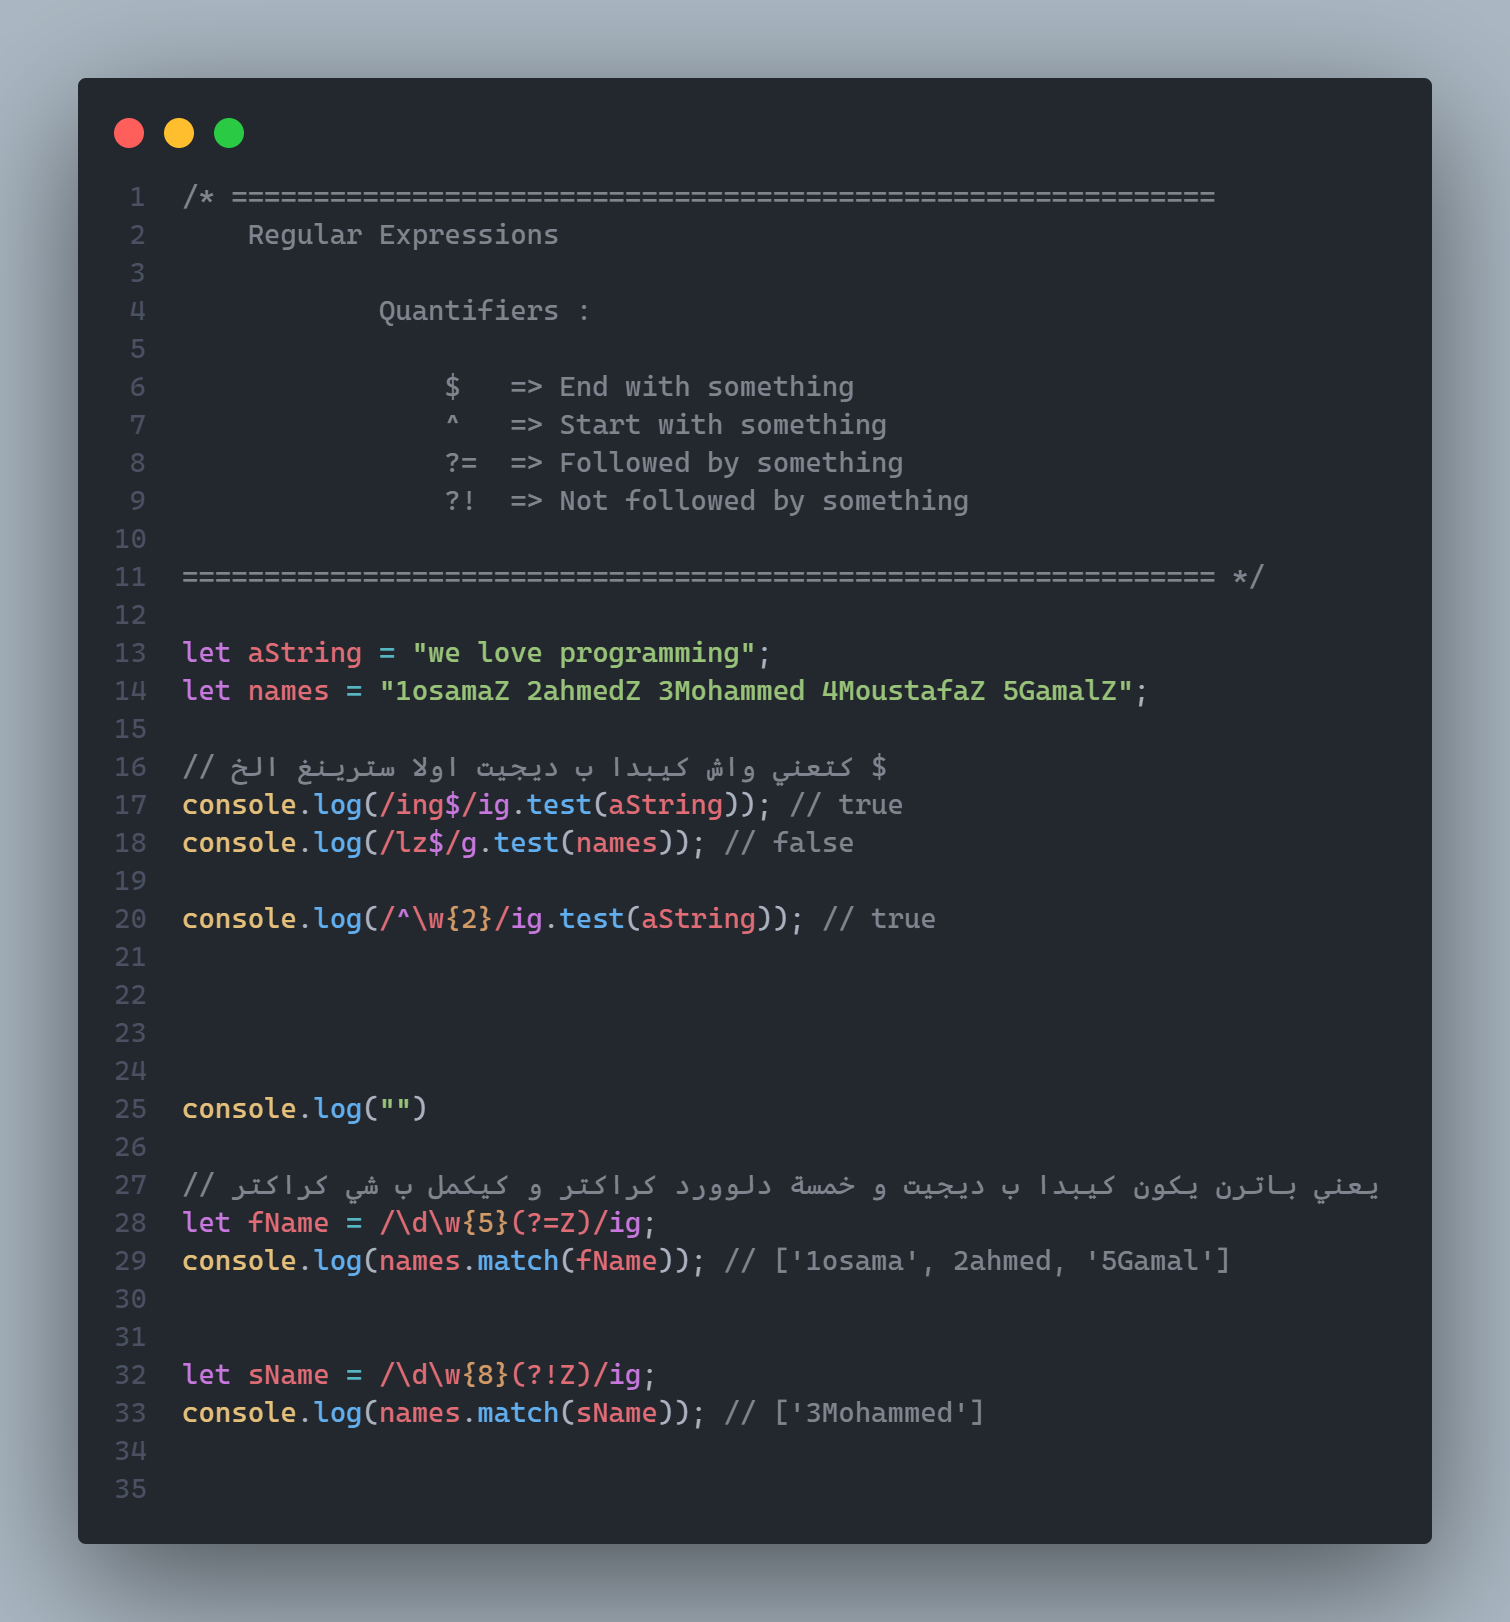 1 /* ============================================================
2 Regular Expressions
3
4 Quantifiers :
5
6 $ => End with something
7 ^ => Start with something
8 ?= => Followed by something
9 ?! => Not followed by something
10
11 =============================================================== */
12
13 let aString = "we love programming";
14 let names = "1osamaZ 2ahmedZ 3Mohammed 4MoustafaZ 5GamalZ";
15
16 // كتعني واش كيبدا ب ديجيت اولا سترينغ الخ $
17 console.log(/ing$/ig.test(aString)); // true
18 console.log(/lz$/g.test(names)); // false
19
20 console.log(/^\w{2}/ig.test(aString)); // true
21
22
23
24
25 console.log("")
26
27 // يعني باترن يكون كيبدا ب ديجيت و خمسة دلوورد كراكتر و كيكمل ب شي كراكتر
28 let fName = /\d\w{5}(?=Z)/ig;
29 console.log(names.match(fName)); // ['1osama', 2ahmed, '5Gamal']
30
31
32 let sName = /\d\w{8}(?!Z)/ig;
33 console.log(names.match(sName)); // ['3Mohammed']
34
35